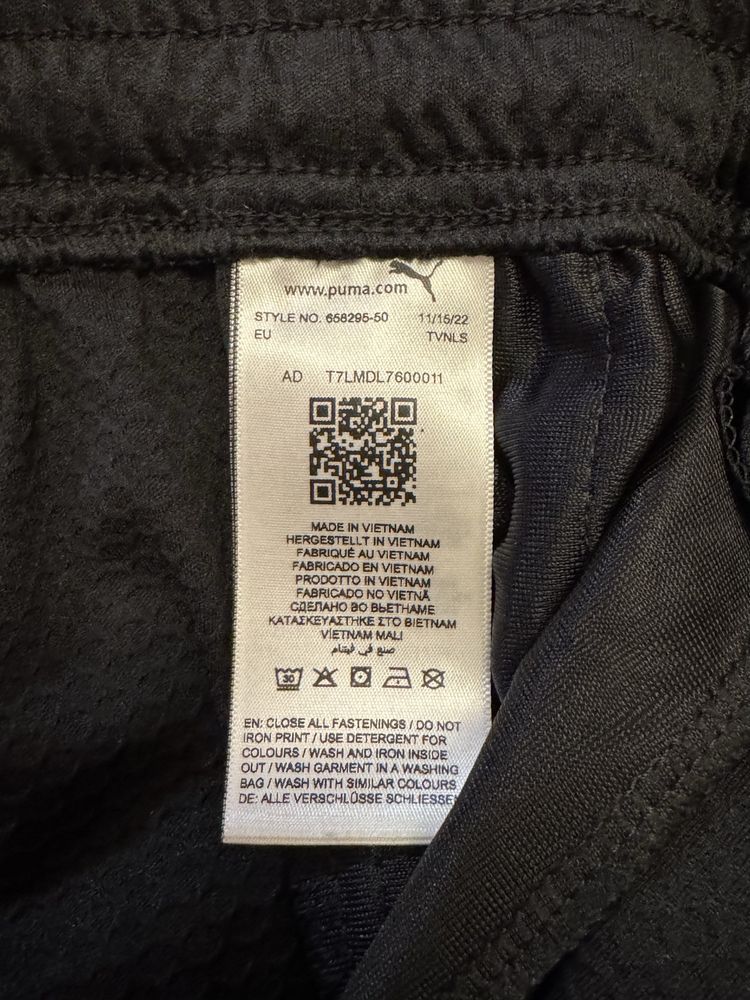 www.puma.com
STYLE NO. 658295-50 11/15/22
EU TVNLS
AD T7LMDL7600011
MADE IN VIETNAM
HERGESTELLT IN VIETNAM
FABRIQUÉ AU VIETNAM
FABRICADO EN VIETNAM
PRODOTTO IN VIETNAM
FABRICADO NO VIETNÃ
СДЕЛАНО ВО ВЬЕТНАМЕ
ΚΑΤΑΣΚΕΥΑΣΤΗΚΕ ΣΤΟ ΒΙΕΤΝΑΜ
VİETNAM MALI
صنع في فيتنام
30
EN: CLOSE ALL FASTENINGS / DO NOT
IRON PRINT / USE DETERGENT FOR
COLOURS / WASH AND IRON INSIDE
OUT / WASH GARMENT IN A WASHING
BAG / WASH WITH SIMILAR COLOURS
DE: ALLE VERSCHLÜSSE SCHLIESSEN